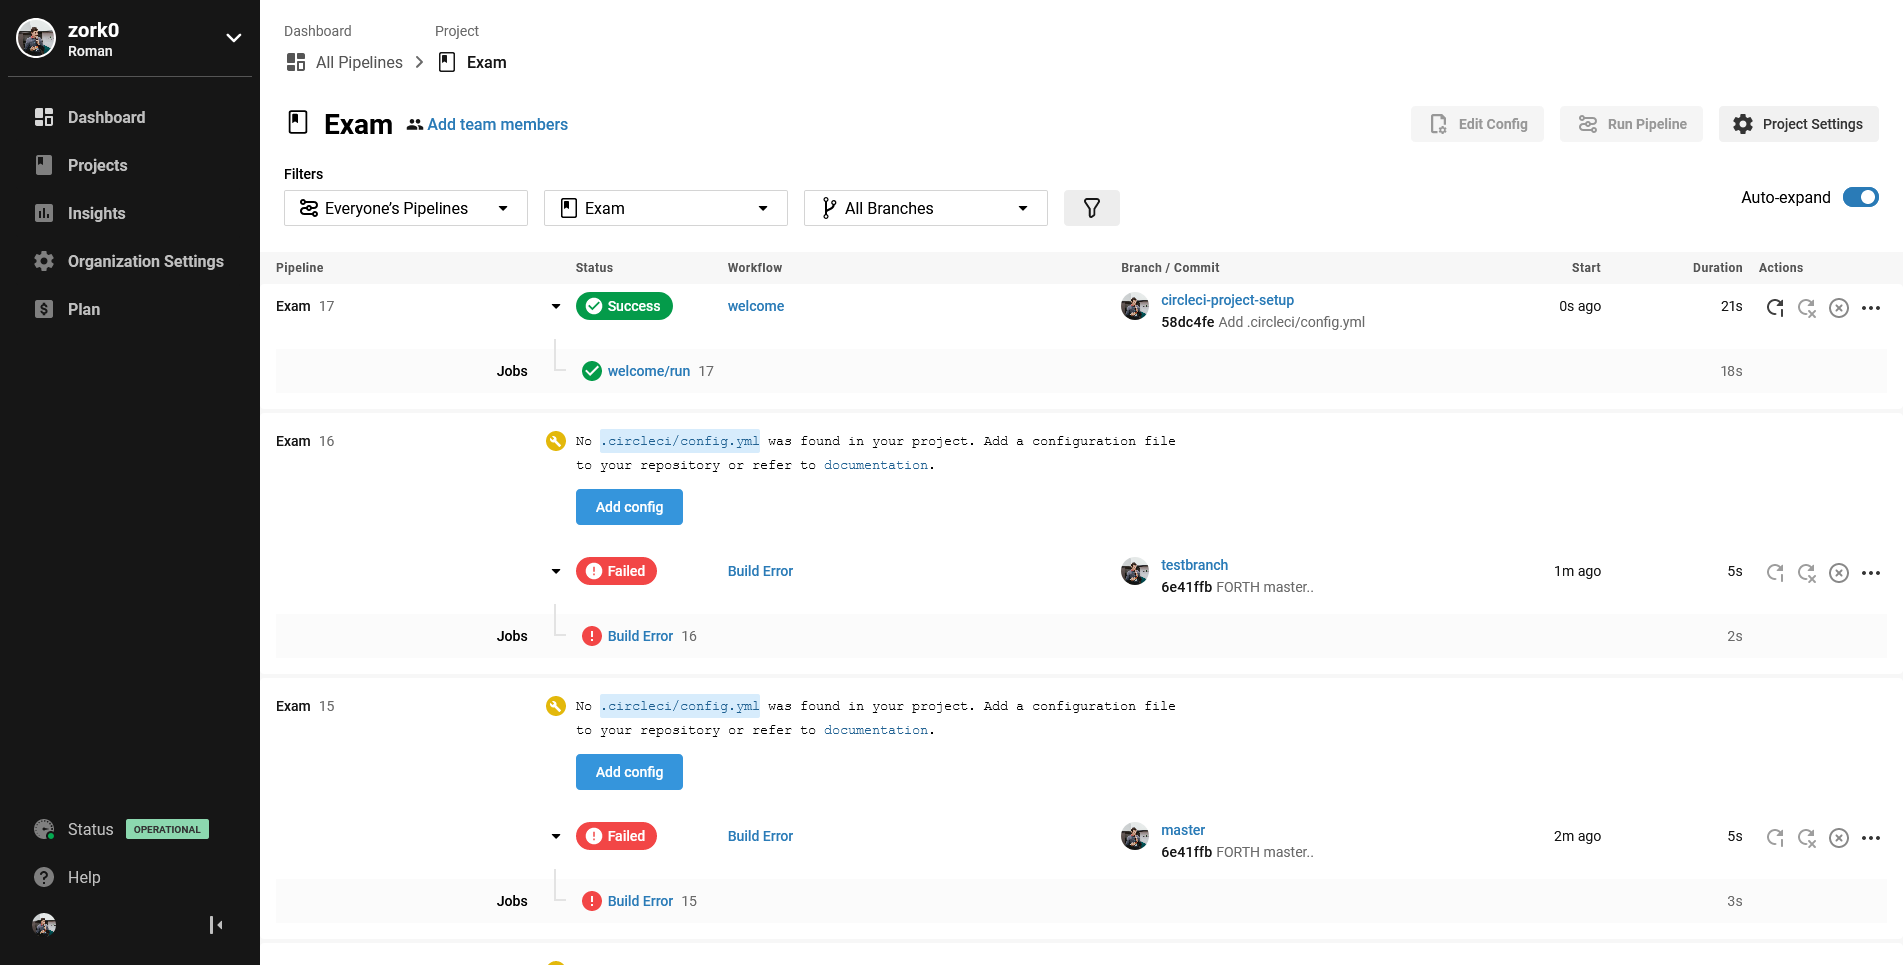 zork0
Roman
Dashboard
Projects
Insights
Organization Settings
Plan
Status OPERATIONAL
Help
Dashboard Project
All Pipelines Exam
Exam Add team members
Edit Config Run Pipeline Project Settings
Filters
Everyone’s Pipelines Exam All Branches
Auto-expand
Pipeline Status Workflow Branch / Commit Start Duration Actions
Exam 17 Success welcome circleci-project-setup 0s ago 21s
58dc4fe Add .circleci/config.yml
Jobs welcome/run 17 18s
Exam 16 No .circleci/config.yml was found in your project. Add a configuration file
to your repository or refer to documentation.
Add config
Failed Build Error testbranch 1m ago 5s
6e41ffb FORTH master..
Jobs Build Error 16 2s
Exam 15 No .circleci/config.yml was found in your project. Add a configuration file
to your repository or refer to documentation.
Add config
Failed Build Error master 2m ago 5s
6e41ffb FORTH master..
Jobs Build Error 15 3s